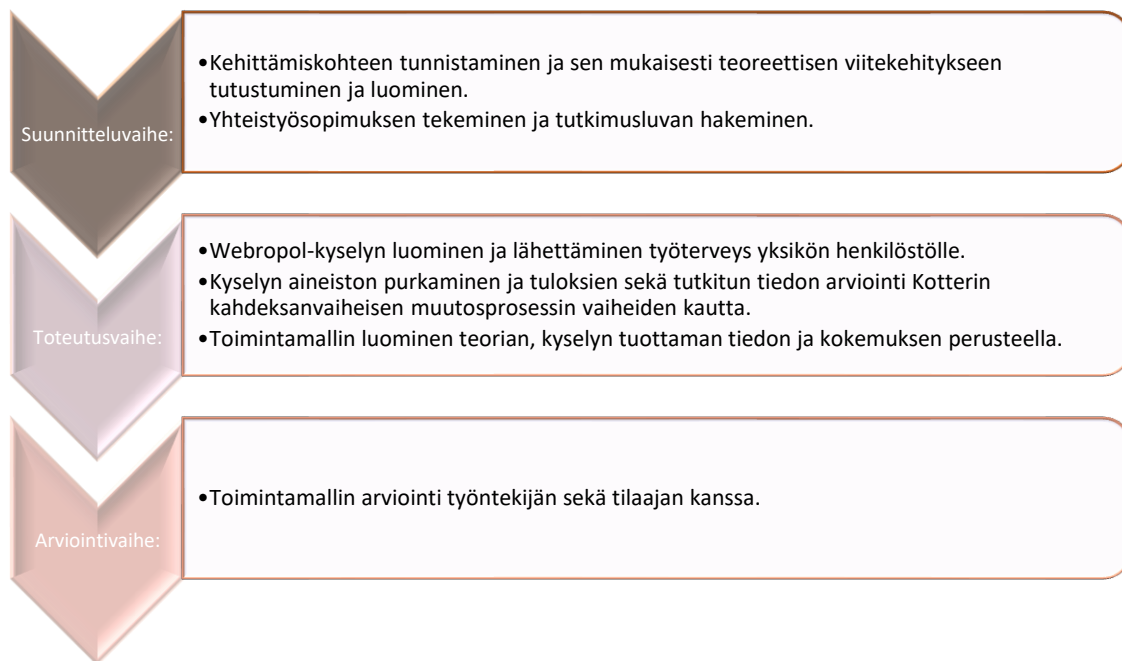 Suunnitteluvaihe:
•Kehittämiskohteen tunnistaminen ja sen mukaisesti teoreettisen viitekehitykseen
tutustuminen ja luominen.
•Yhteistyösopimuksen tekeminen ja tutkimusluvan hakeminen.
Toteutusvaihe:
•Webropol-kyselyn luominen ja lähettäminen työterveys yksikön henkilöstölle.
•Kyselyn aineiston purkaminen ja tuloksien sekä tutkitun tiedon arviointi Kotterin
kahdeksanvaiheisen muutosprosessin vaiheiden kautta.
•Toimintamallin luominen teorian, kyselyn tuottaman tiedon ja kokemuksen perusteella.
Arviointivaihe:
•Toimintamallin arviointi työntekijän sekä tilaajan kanssa.